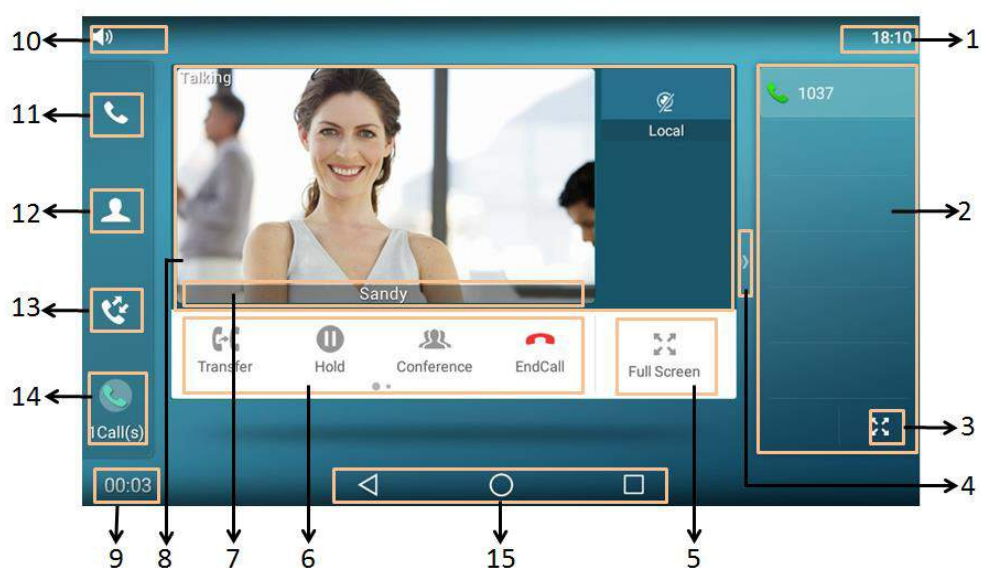 10
18:10
1
Talking
11
1037
Local
12
2
Sandy
13
Transfer
Hold
Conference
EndCall
Full Screen
14
1Call(s)
3
4
00:03
9
8
7
6
15
5